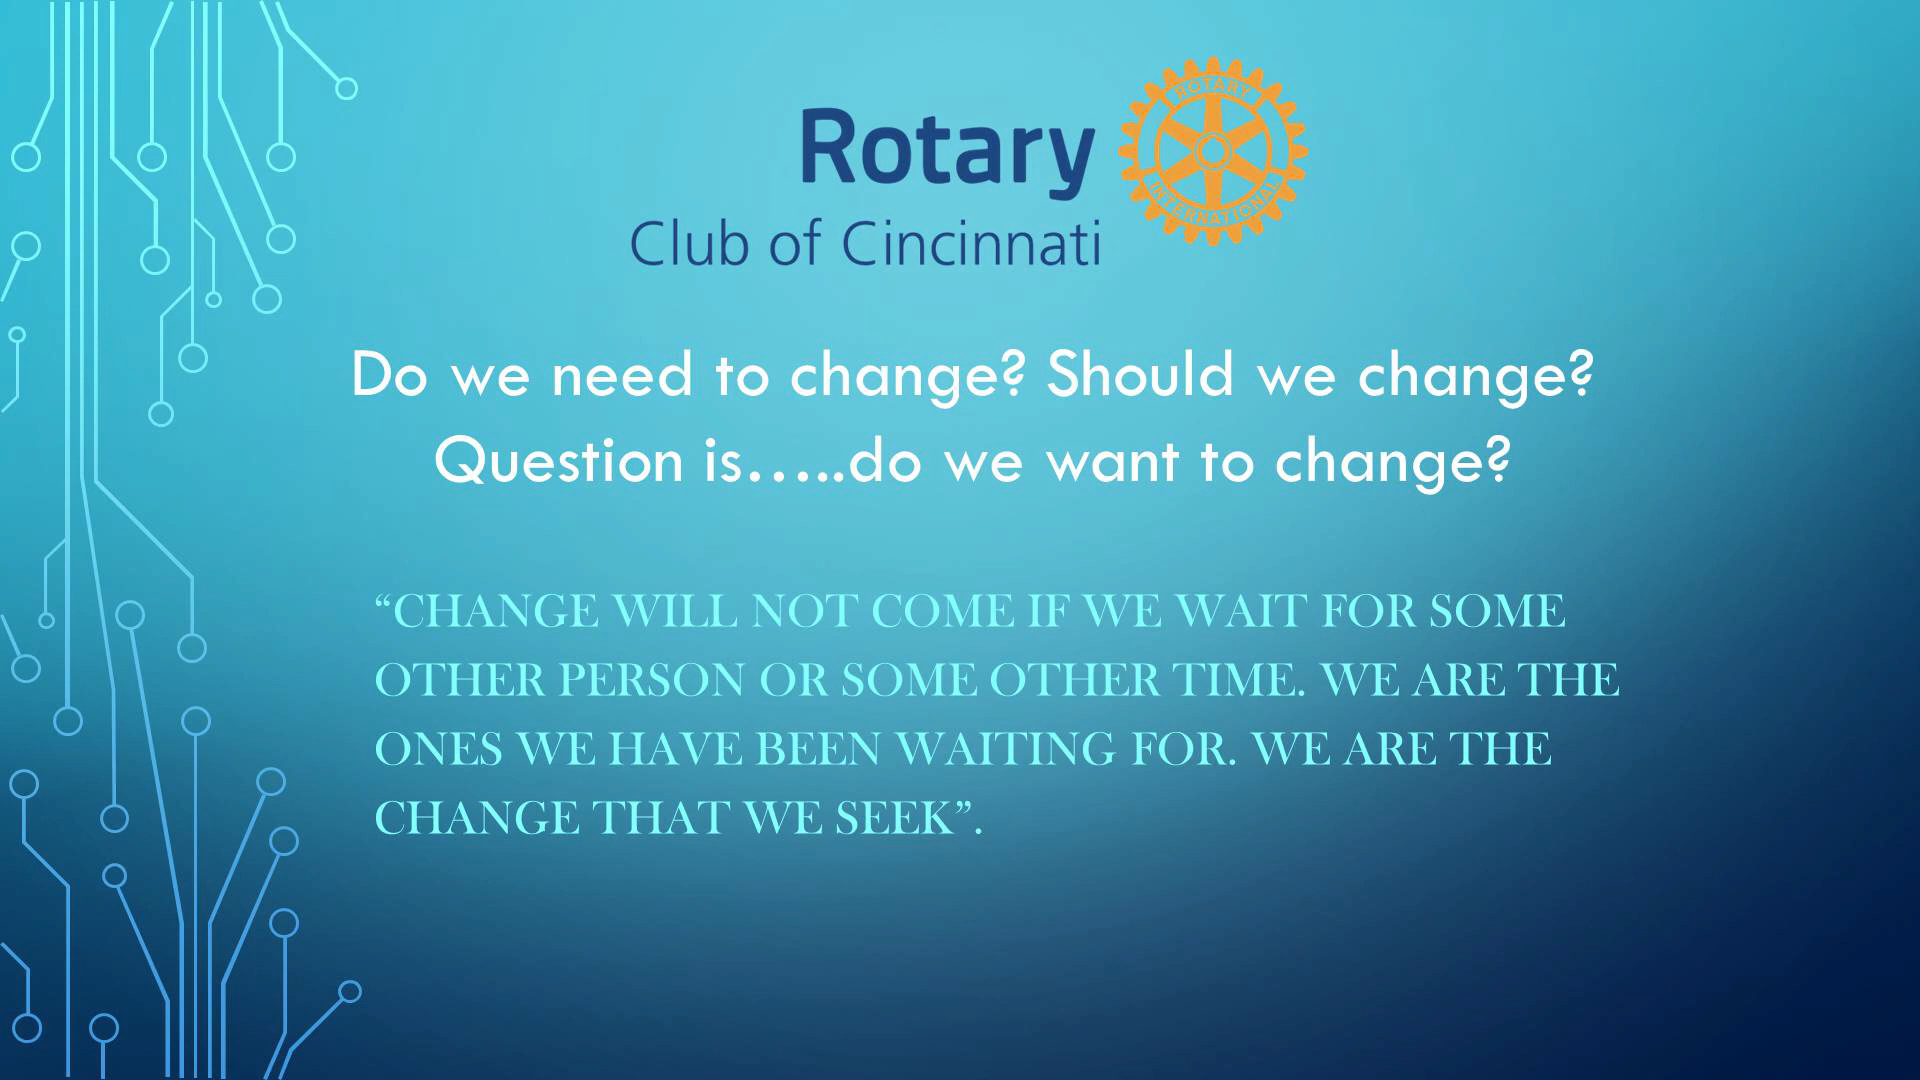 Rotary
Club of Cincinnati
ROTARY
INTERNATIONAL
Do we need to change? Should we change?
Question is…..do we want to change?
“CHANGE WILL NOT COME IF WE WAIT FOR SOME
OTHER PERSON OR SOME OTHER TIME. WE ARE THE
ONES WE HAVE BEEN WAITING FOR. WE ARE THE
CHANGE THAT WE SEEK”.